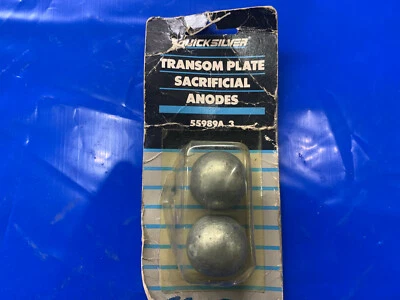 QUICKSILVER
TRANSOM PLATE
SACRIFICIAL
ANODES
55989A 3